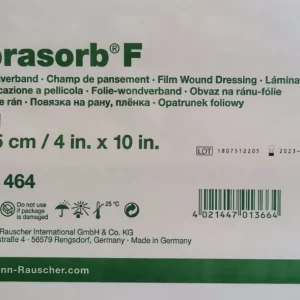 rasorb® F
verband · Champ de pansement · Film Wound Dressing · Lámina
cazione a pellicola · Folie-wondverband · Obvaz na ránu-fólie
e rán · Повязка на рану, плёнка · Opatrunek foliowy
5 cm / 4 in. x 10 in.
464
LOT 1807512205 2023-
Do not use
if package
is damaged
25 °C
4 021447 013664
Rauscher International GmbH & Co. KG
straße 4 · 56579 Rengsdorf, Germany · Made in Germany
nn-Rauscher.com